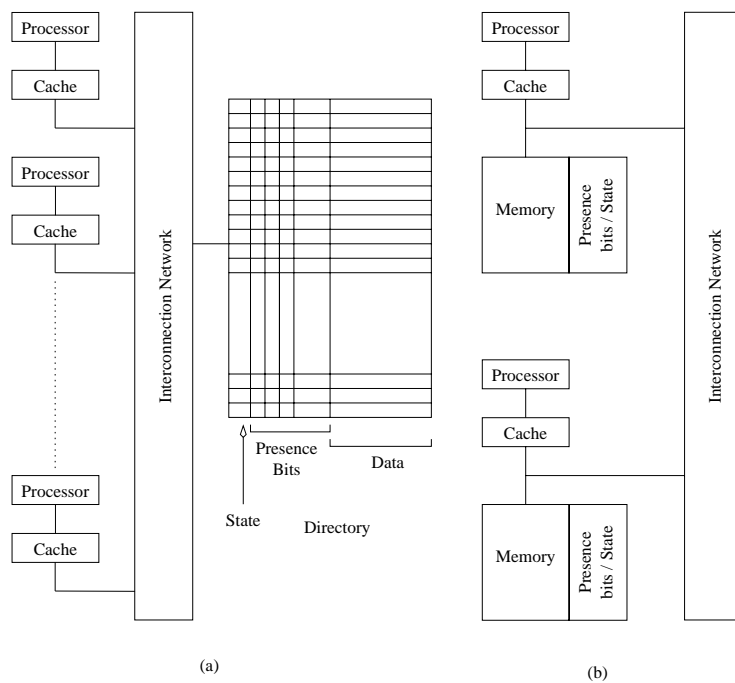 Processor
Cache
Processor
Cache
Processor
Cache
Interconnection Network
State
Presence
Bits
Data
Directory
(a)
Processor
Cache
Memory
Presence
bits / State
Processor
Cache
Memory
Presence
bits / State
Interconnection Network
(b)